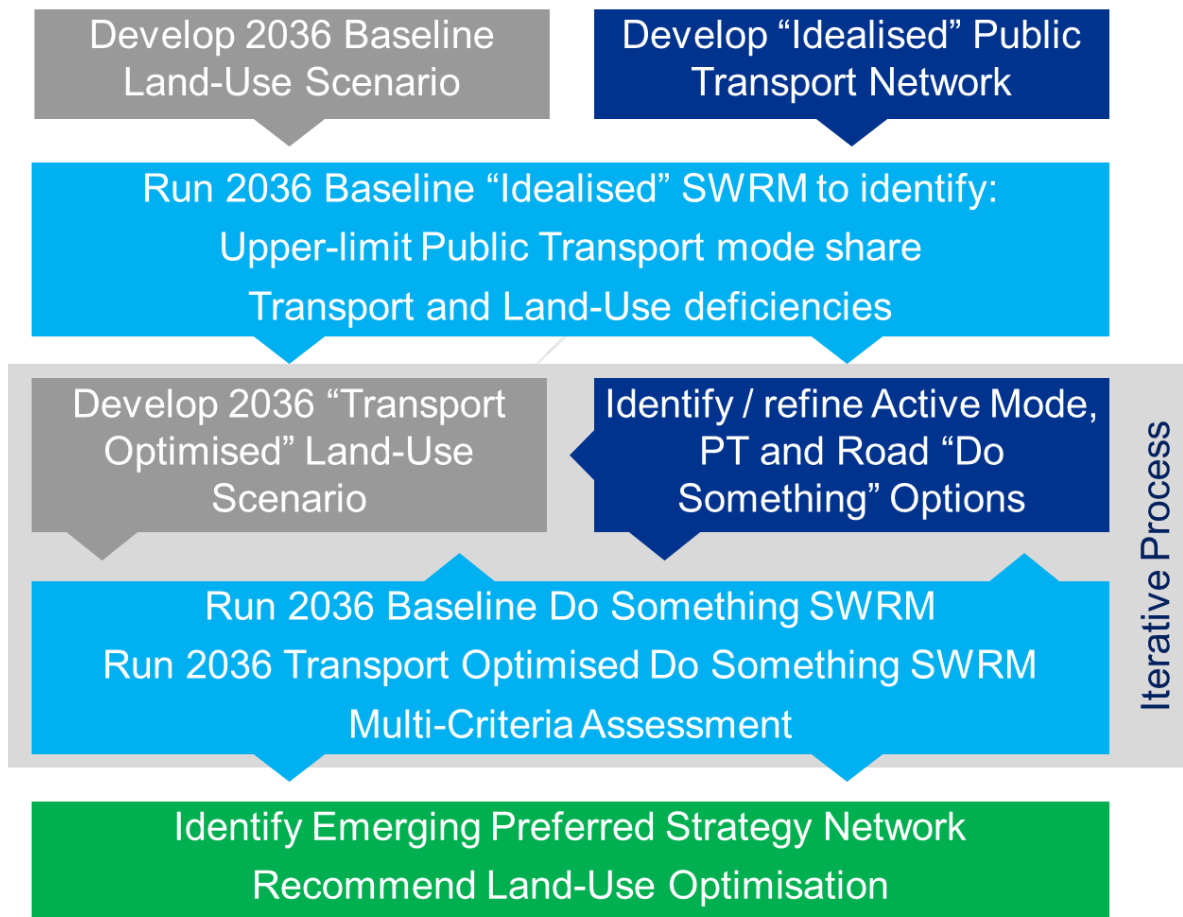 Develop 2036 Baseline
Land-Use Scenario
Develop “Idealised” Public
Transport Network
Run 2036 Baseline “Idealised” SWRM to identify:
Upper-limit Public Transport mode share
Transport and Land-Use deficiencies
Develop 2036 “Transport
Optimised” Land-Use
Scenario
Identify / refine Active Mode,
PT and Road “Do
Something” Options
Iterative Process
Run 2036 Baseline Do Something SWRM
Run 2036 Transport Optimised Do Something SWRM
Multi-Criteria Assessment
Identify Emerging Preferred Strategy Network
Recommend Land-Use Optimisation